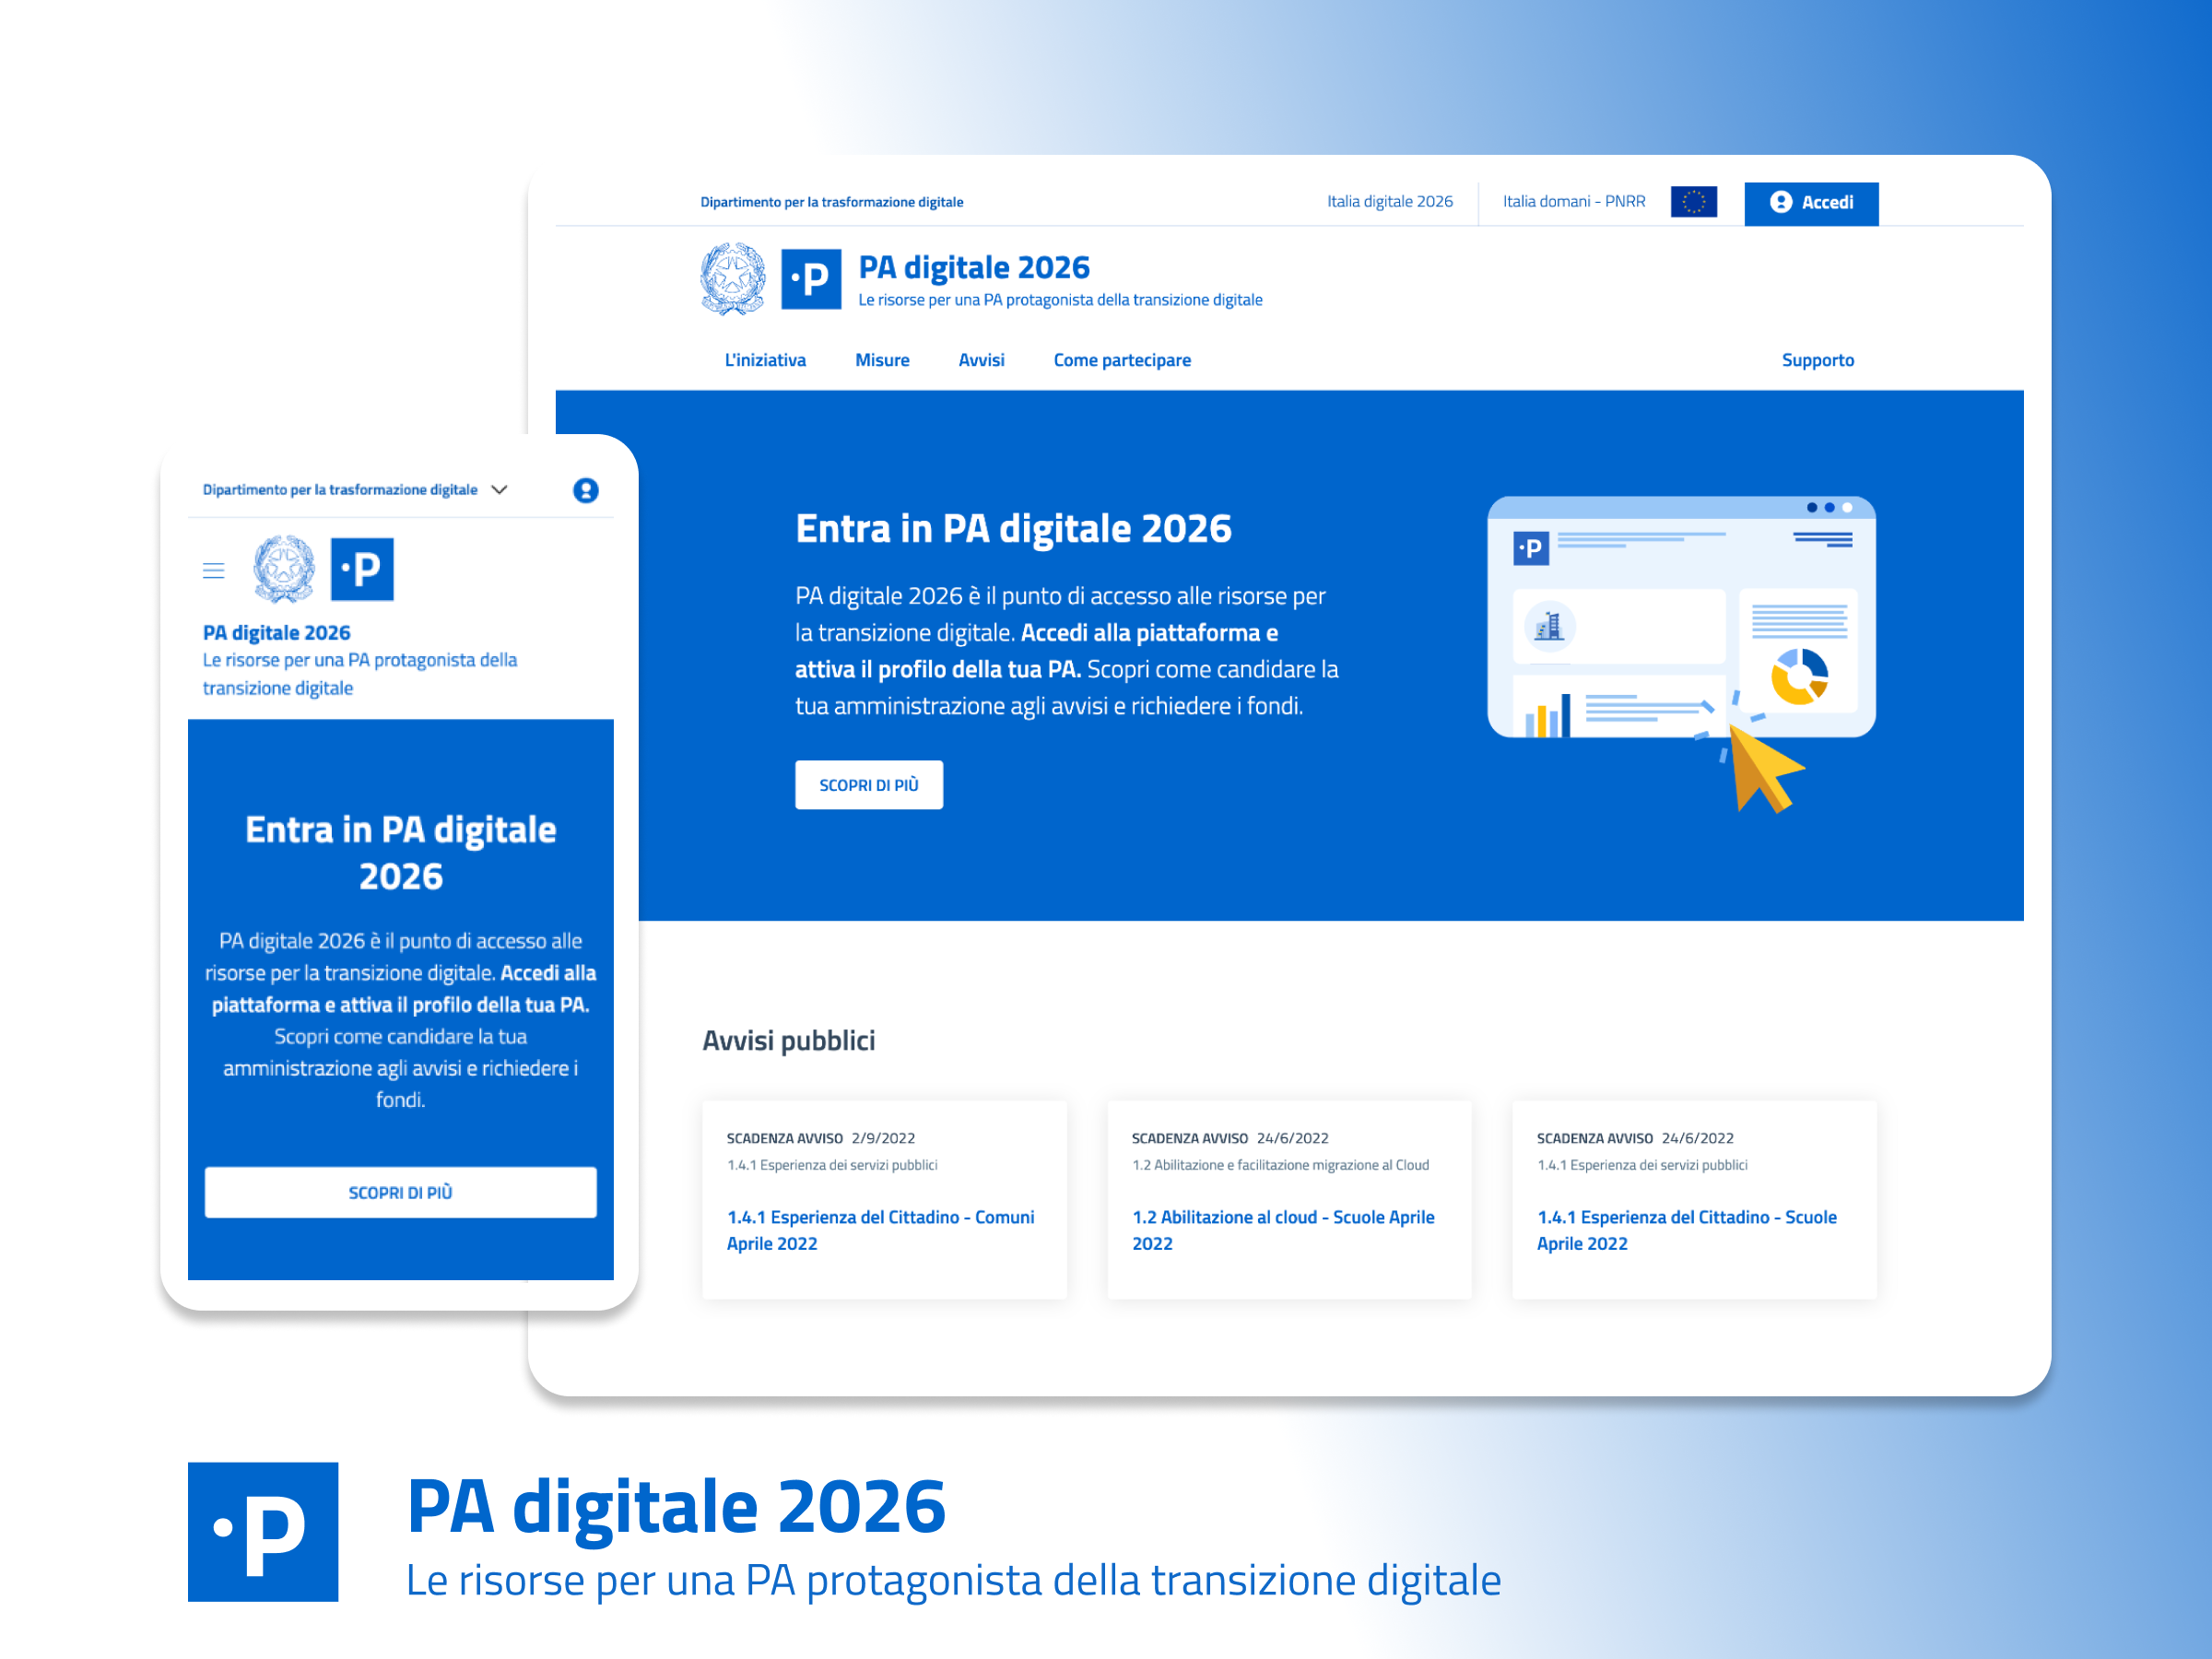 Dipartimento per la trasformazione digitale
Italia digitale 2026
Italia domani - PNRR
Accedi
·P
PA digitale 2026
Le risorse per una PA protagonista della transizione digitale
L'iniziativa
Misure
Avvisi
Come partecipare
Supporto
Entra in PA digitale 2026
PA digitale 2026 è il punto di accesso alle risorse per
la transizione digitale. Accedi alla piattaforma e
attiva il profilo della tua PA. Scopri come candidare la
tua amministrazione agli avvisi e richiedere i fondi.
SCOPRI DI PIÙ
·P
Avvisi pubblici
SCADENZA AVVISO 2/9/2022
1.4.1 Esperienza dei servizi pubblici
1.4.1 Esperienza del Cittadino - Comuni
Aprile 2022
SCADENZA AVVISO 24/6/2022
1.2 Abilitazione e facilitazione migrazione al Cloud
1.2 Abilitazione al cloud - Scuole Aprile
2022
SCADENZA AVVISO 24/6/2022
1.4.1 Esperienza dei servizi pubblici
1.4.1 Esperienza del Cittadino - Scuole
Aprile 2022
Dipartimento per la trasformazione digitale
·P
PA digitale 2026
Le risorse per una PA protagonista della
transizione digitale
Entra in PA digitale
2026
PA digitale 2026 è il punto di accesso alle
risorse per la transizione digitale. Accedi alla
piattaforma e attiva il profilo della tua PA.
Scopri come candidare la tua
amministrazione agli avvisi e richiedere i
fondi.
SCOPRI DI PIÙ
·P
PA digitale 2026
Le risorse per una PA protagonista della transizione digitale